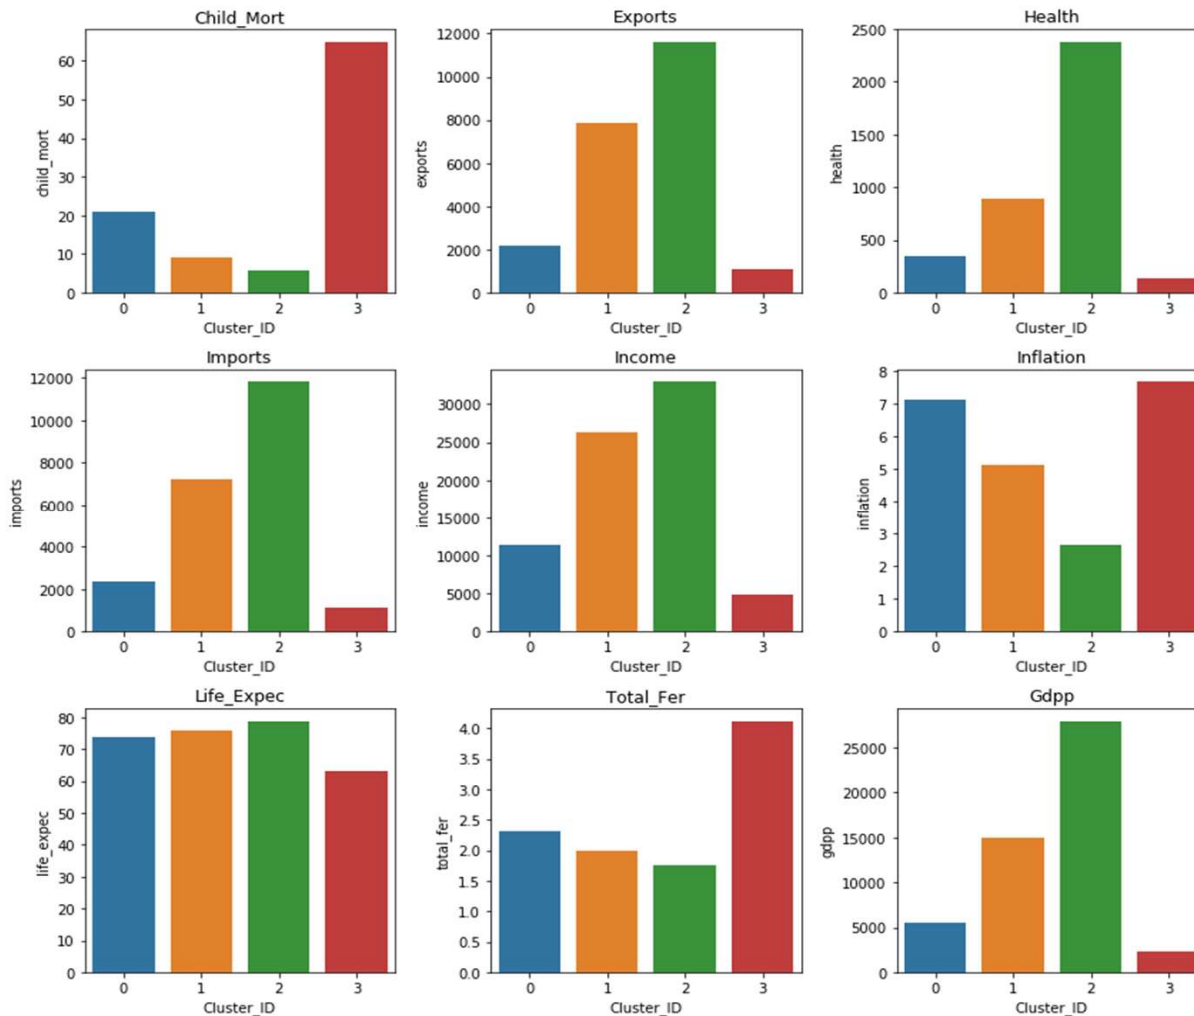 Child_Mort
child_mort
60
50
40
30
20
10
0
0 1 2 3
Cluster_ID
Exports
exports
12000
10000
8000
6000
4000
2000
0
0 1 2 3
Cluster_ID
Health
health
2500
2000
1500
1000
500
0
0 1 2 3
Cluster_ID
Imports
imports
12000
10000
8000
6000
4000
2000
0
0 1 2 3
Cluster_ID
Income
income
30000
25000
20000
15000
10000
5000
0
0 1 2 3
Cluster_ID
Inflation
inflation
8
7
6
5
4
3
2
1
0
0 1 2 3
Cluster_ID
Life_Expec
life_expec
80
70
60
50
40
30
20
10
0
0 1 2 3
Cluster_ID
Total_Fer
total_fer
4.0
3.5
3.0
2.5
2.0
1.5
1.0
0.5
0.0
0 1 2 3
Cluster_ID
Gdpp
gdpp
25000
20000
15000
10000
5000
0
0 1 2 3
Cluster_ID